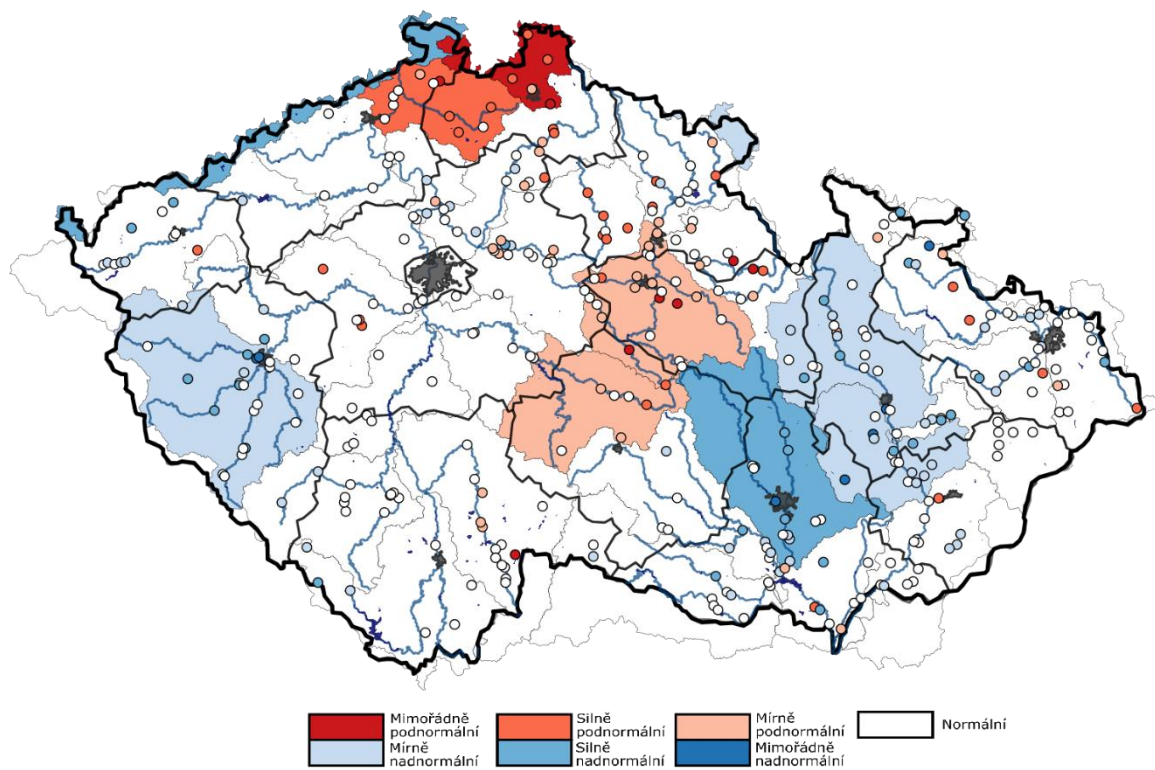 Mimořádně
podnormální
Silně
podnormální
Mírně
podnormální
Normální
Mírně
nadnormální
Silně
nadnormální
Mimořádně
nadnormální